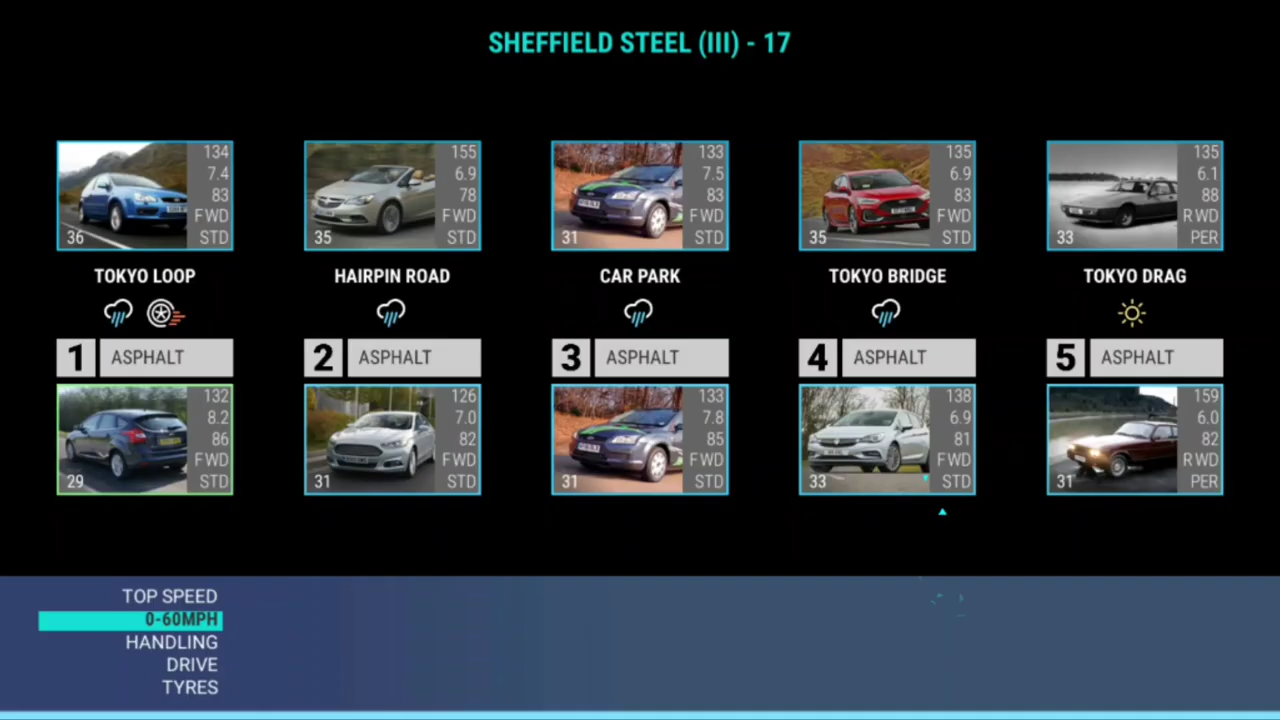 SHEFFIELD STEEL (III) - 17
134
7.4
83
FWD
36 STD
155
6.9
78
FWD
35 STD
133
7.5
83
FWD
31 STD
135
6.9
83
FWD
35 STD
135
6.1
88
RWD
33 PER
TOKYO LOOP
HAIRPIN ROAD
CAR PARK
TOKYO BRIDGE
TOKYO DRAG
1 ASPHALT
2 ASPHALT
3 ASPHALT
4 ASPHALT
5 ASPHALT
132
8.2
86
FWD
29 STD
126
7.0
82
FWD
31 STD
133
7.8
85
FWD
31 STD
138
6.9
81
FWD
33 STD
159
6.0
82
RWD
31 PER
TOP SPEED
0-60MPH
HANDLING
DRIVE
TYRES